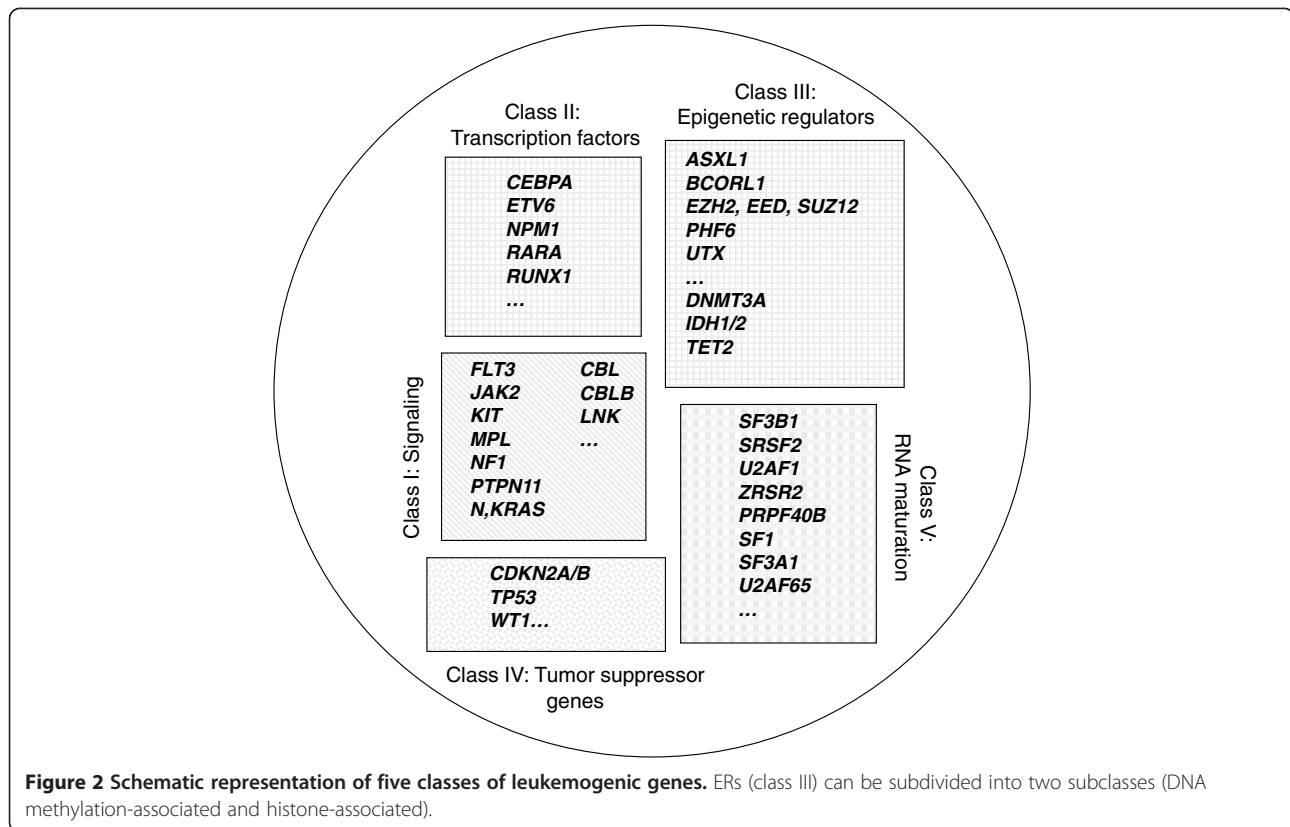 Class II:
Transcription factors
CEBPA
ETV6
NPM1
RARA
RUNX1
...
Class III:
Epigenetic regulators
ASXL1
BCORL1
EZH2, EED, SUZ12
PHF6
UTX
...
DNMT3A
IDH1/2
TET2
Class I: Signaling
FLT3
JAK2
KIT
MPL
NF1
PTPN11
N,KRAS
CBL
CBLB
LNK
...
SF3B1
SRSF2
U2AF1
ZRSR2
PRPF40B
SF1
SF3A1
U2AF65
...
Class V:
RNA maturation
CDKN2A/B
TP53
WT1...
Class IV: Tumor suppressor
genes
Figure 2 Schematic representation of five classes of leukemogenic genes. ERs (class III) can be subdivided into two subclasses (DNA
methylation-associated and histone-associated).